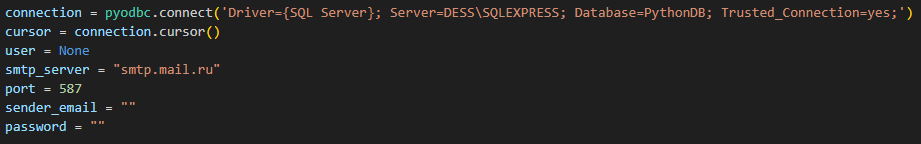 connection = pyodbc.connect('Driver={SQL Server}; Server=DESS\SQLEXPRESS; Database=PythonDB; Trusted_Connection=yes;')
cursor = connection.cursor()
user = None
smtp_server = "smtp.mail.ru"
port = 587
sender_email = ""
password = ""